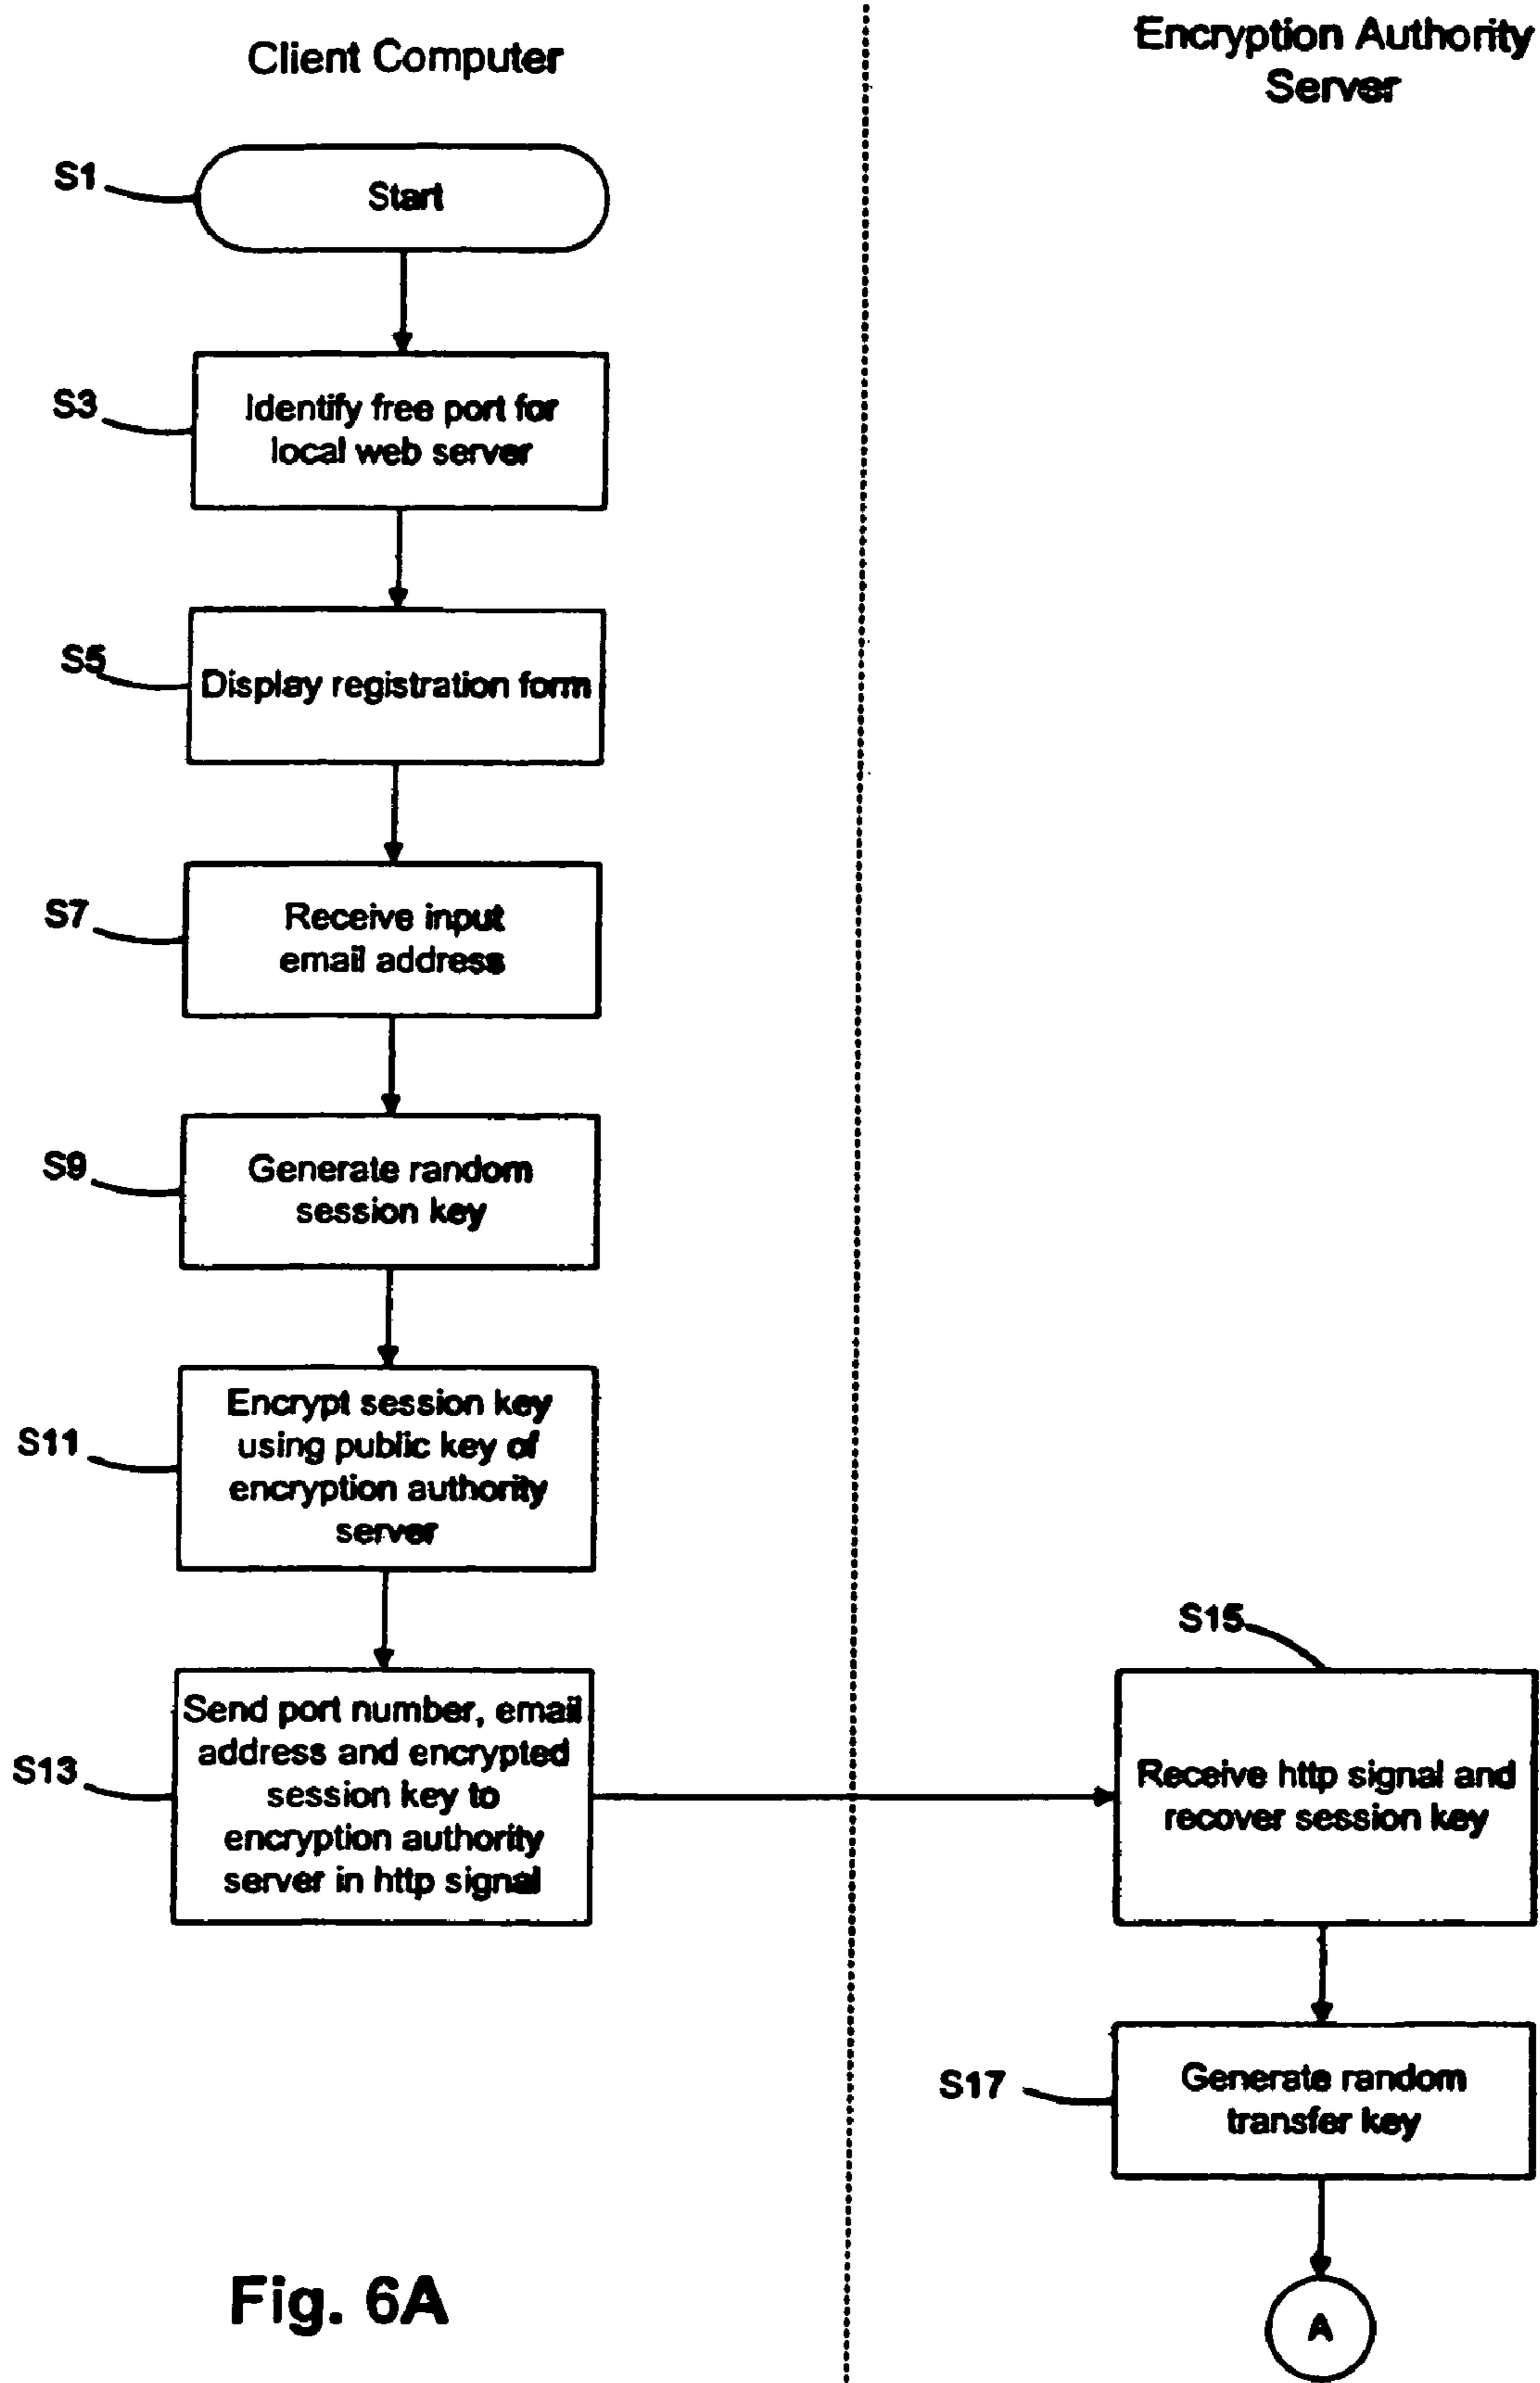 Client Computer
Encryption Authority
Server
S1
Start
S3
Identify free port for
local web server
S5
Display registration form
S7
Receive input
email address
S9
Generate random
session key
S11
Encrypt session key
using public key of
encryption authority
server
S13
Send port number, email
address and encrypted
session key to
encryption authority
server in http signal
S15
Receive http signal and
recover session key
S17
Generate random
transfer key
A
Fig. 6A